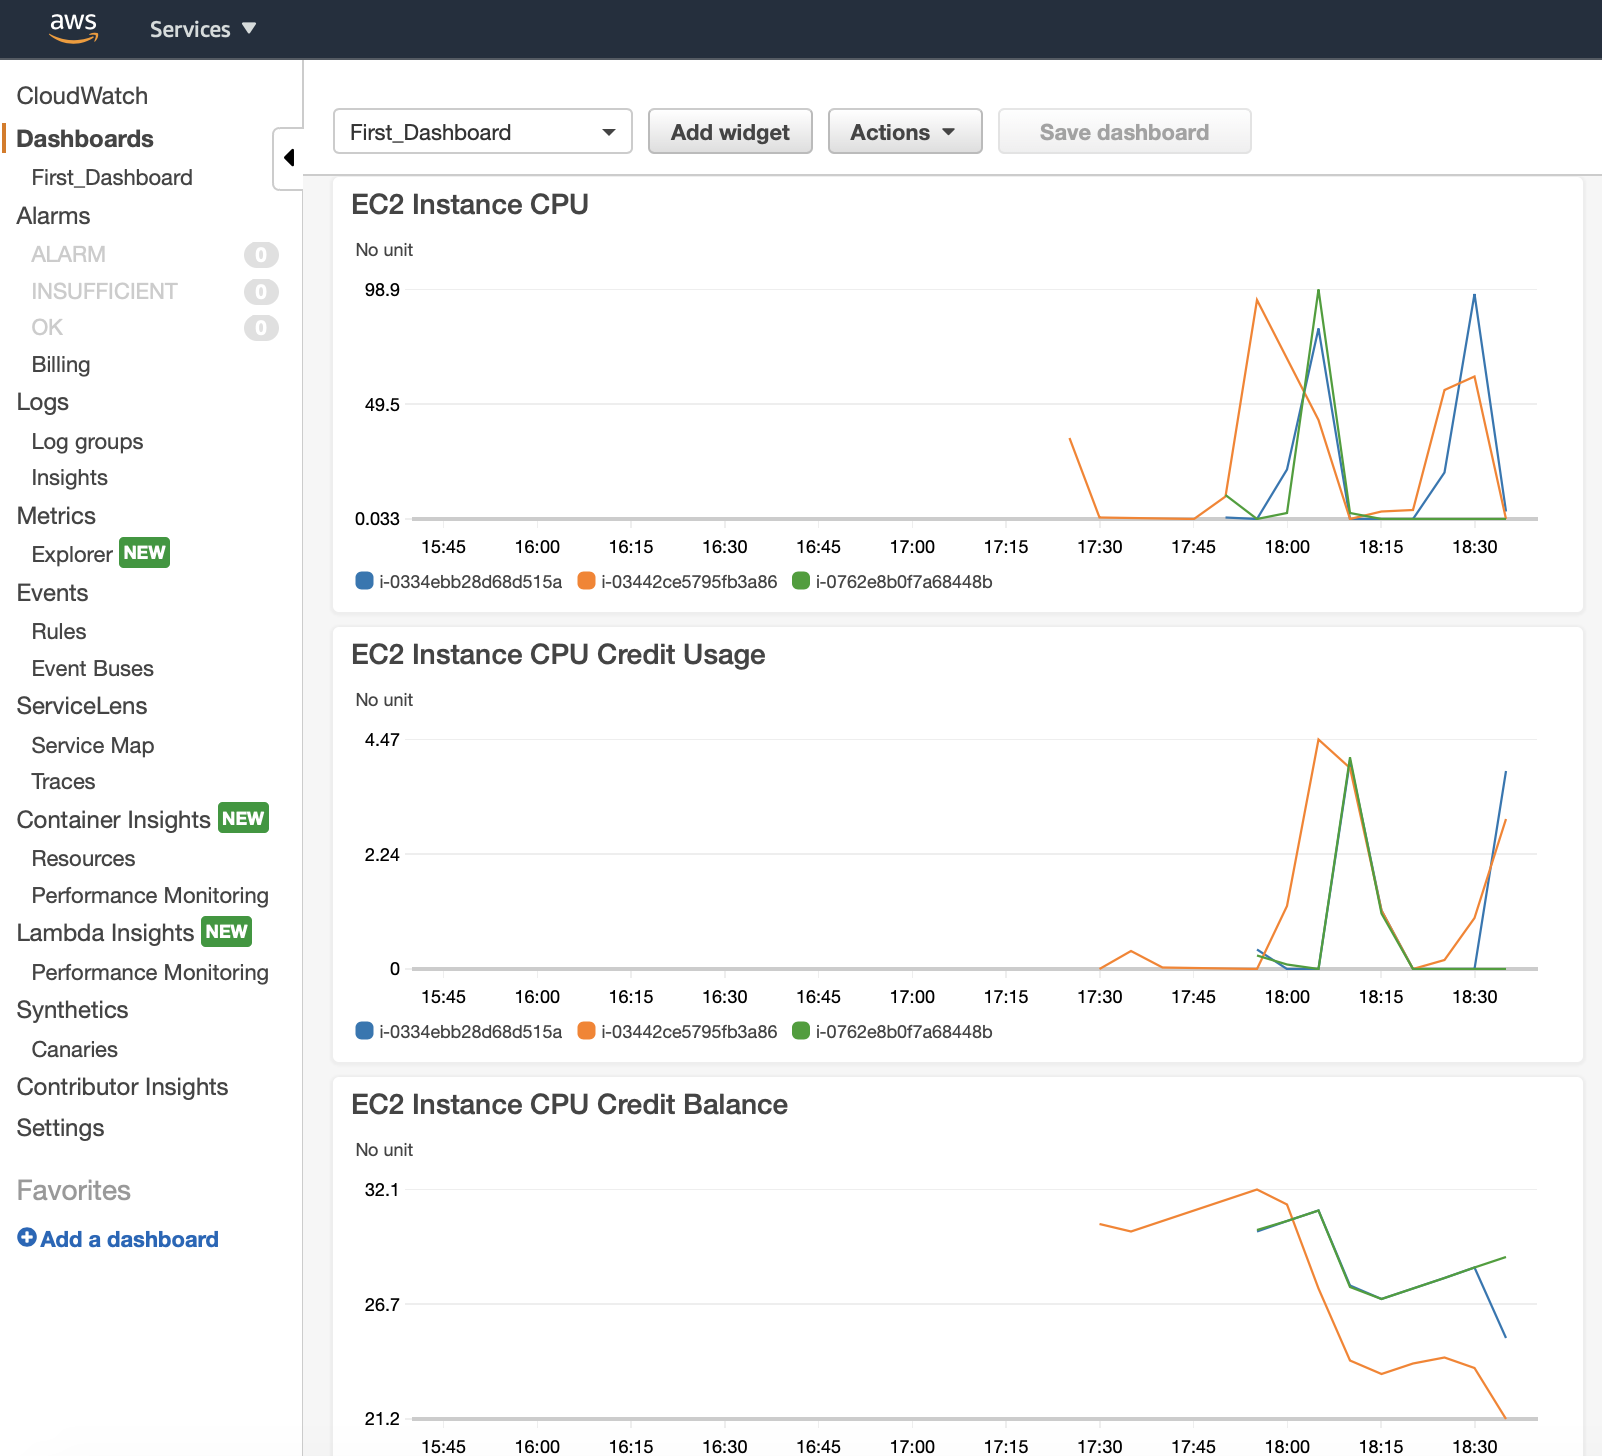 aws
Services
CloudWatch
Dashboards
First_Dashboard
Alarms
ALARM 0
INSUFFICIENT 0
OK 0
Billing
Logs
Log groups
Insights
Metrics
Explorer NEW
Events
Rules
Event Buses
ServiceLens
Service Map
Traces
Container Insights NEW
Resources
Performance Monitoring
Lambda Insights NEW
Performance Monitoring
Synthetics
Canaries
Contributor Insights
Settings
Favorites
Add a dashboard
First_Dashboard
Add widget
Actions
Save dashboard
EC2 Instance CPU
No unit
98.9
49.5
0.033
15:45 16:00 16:15 16:30 16:45 17:00 17:15 17:30 17:45 18:00 18:15 18:30
i-0334ebb28d68d515a i-03442ce5795fb3a86 i-0762e8b0f7a68448b
EC2 Instance CPU Credit Usage
No unit
4.47
2.24
0
15:45 16:00 16:15 16:30 16:45 17:00 17:15 17:30 17:45 18:00 18:15 18:30
i-0334ebb28d68d515a i-03442ce5795fb3a86 i-0762e8b0f7a68448b
EC2 Instance CPU Credit Balance
No unit
32.1
26.7
21.2
15:45 16:00 16:15 16:30 16:45 17:00 17:15 17:30 17:45 18:00 18:15 18:30